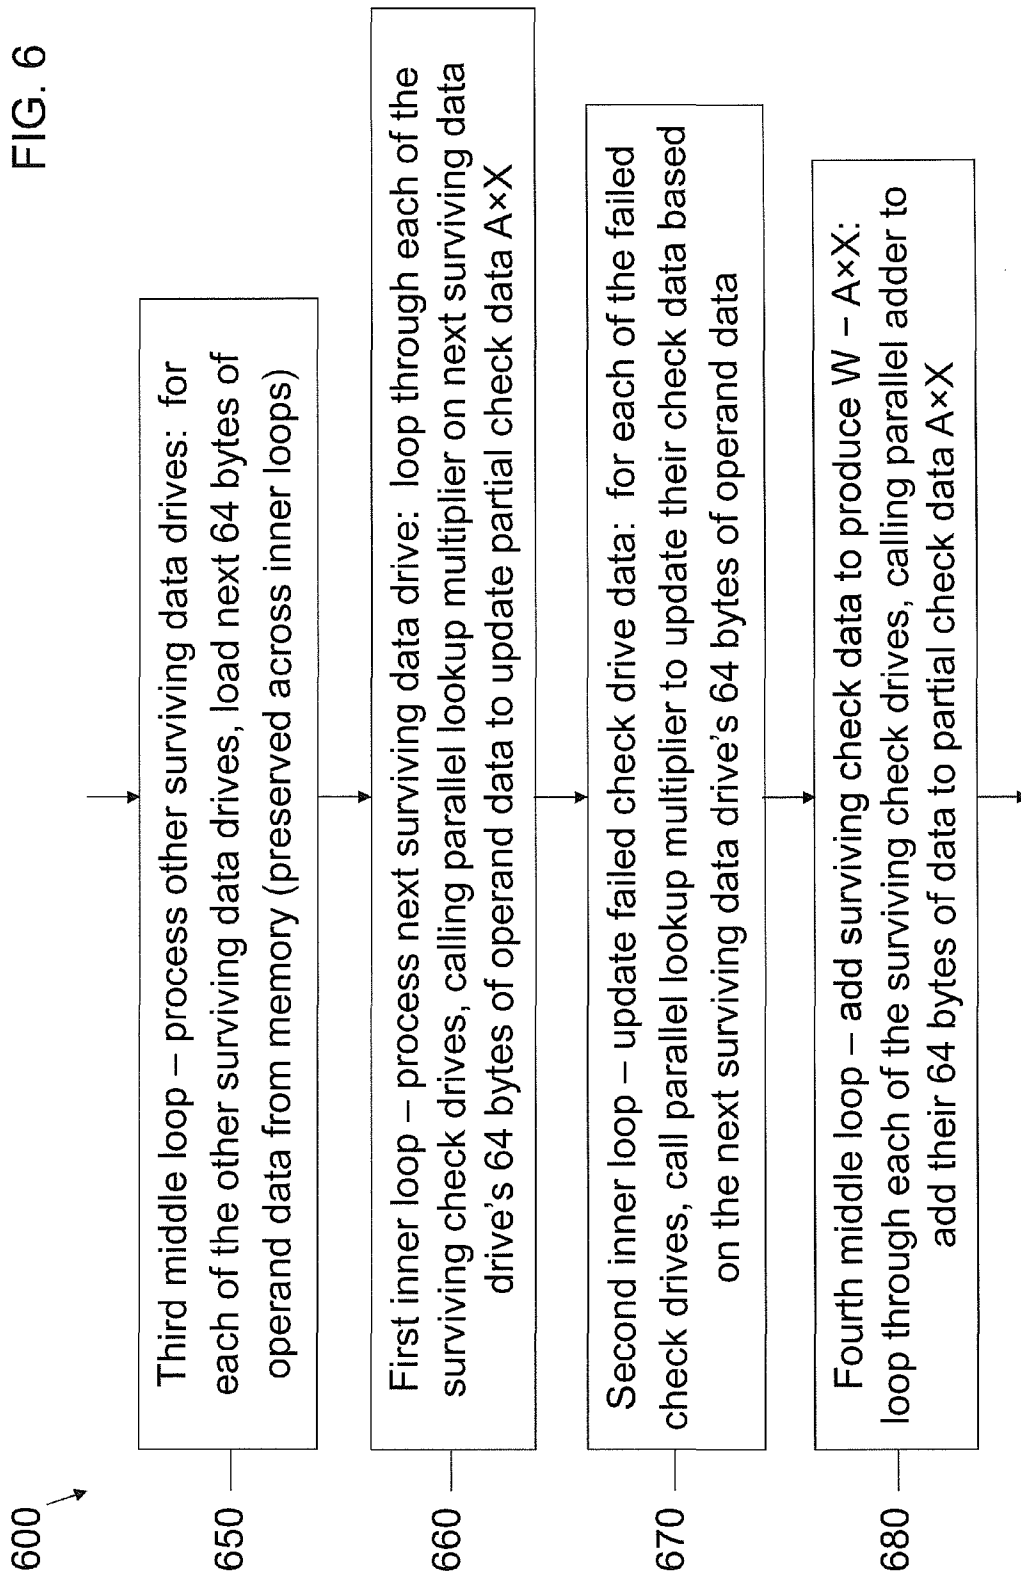 FIG. 6
600
650
Third middle loop – process other surviving data drives: for
each of the other surviving data drives, load next 64 bytes of
operand data from memory (preserved across inner loops)
660
First inner loop – process next surviving data drive: loop through each of the
surviving check drives, calling parallel lookup multiplier on next surviving data
drive's 64 bytes of operand data to update partial check data A×X
670
Second inner loop – update failed check drive data: for each of the failed
check drives, call parallel lookup multiplier to update their check data based
on the next surviving data drive's 64 bytes of operand data
680
Fourth middle loop – add surviving check data to produce W – A×X:
loop through each of the surviving check drives, calling parallel adder to
add their 64 bytes of data to partial check data A×X